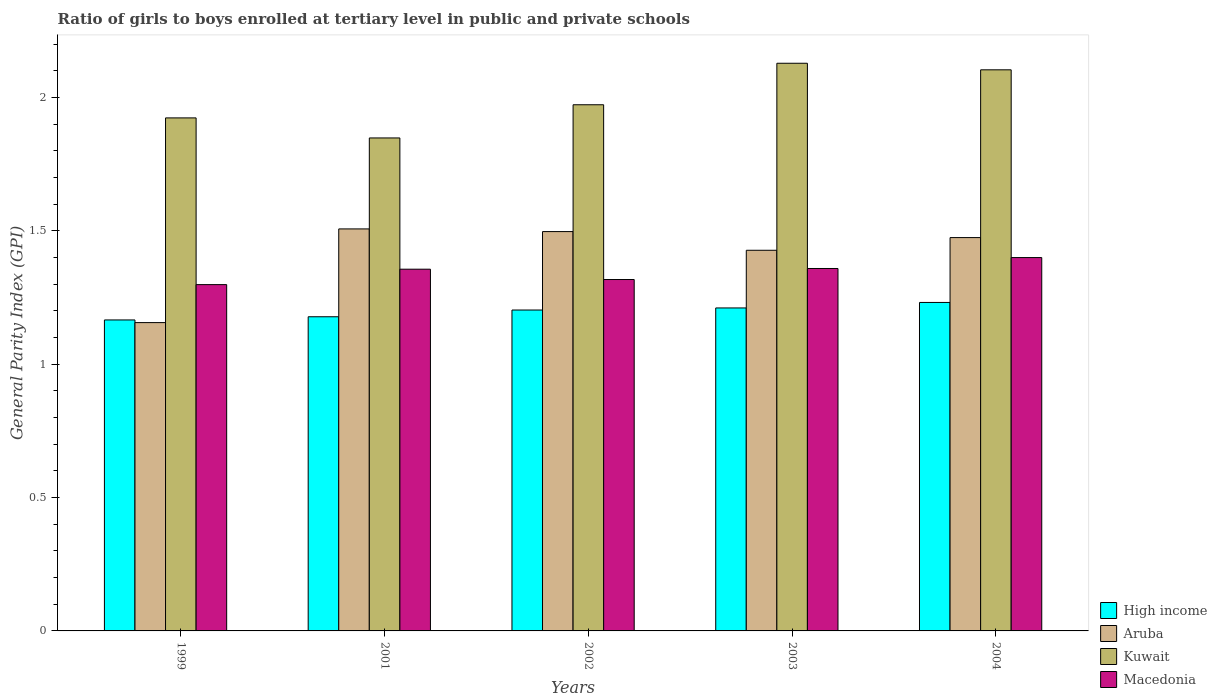 Ratio of girls to boys enrolled at tertiary level in public and private schools
General Parity Index (GPI)
2
1.5
1
0.5
0
1999
2001
2002
2003
2004
Years
High income
Aruba
Kuwait
Macedonia